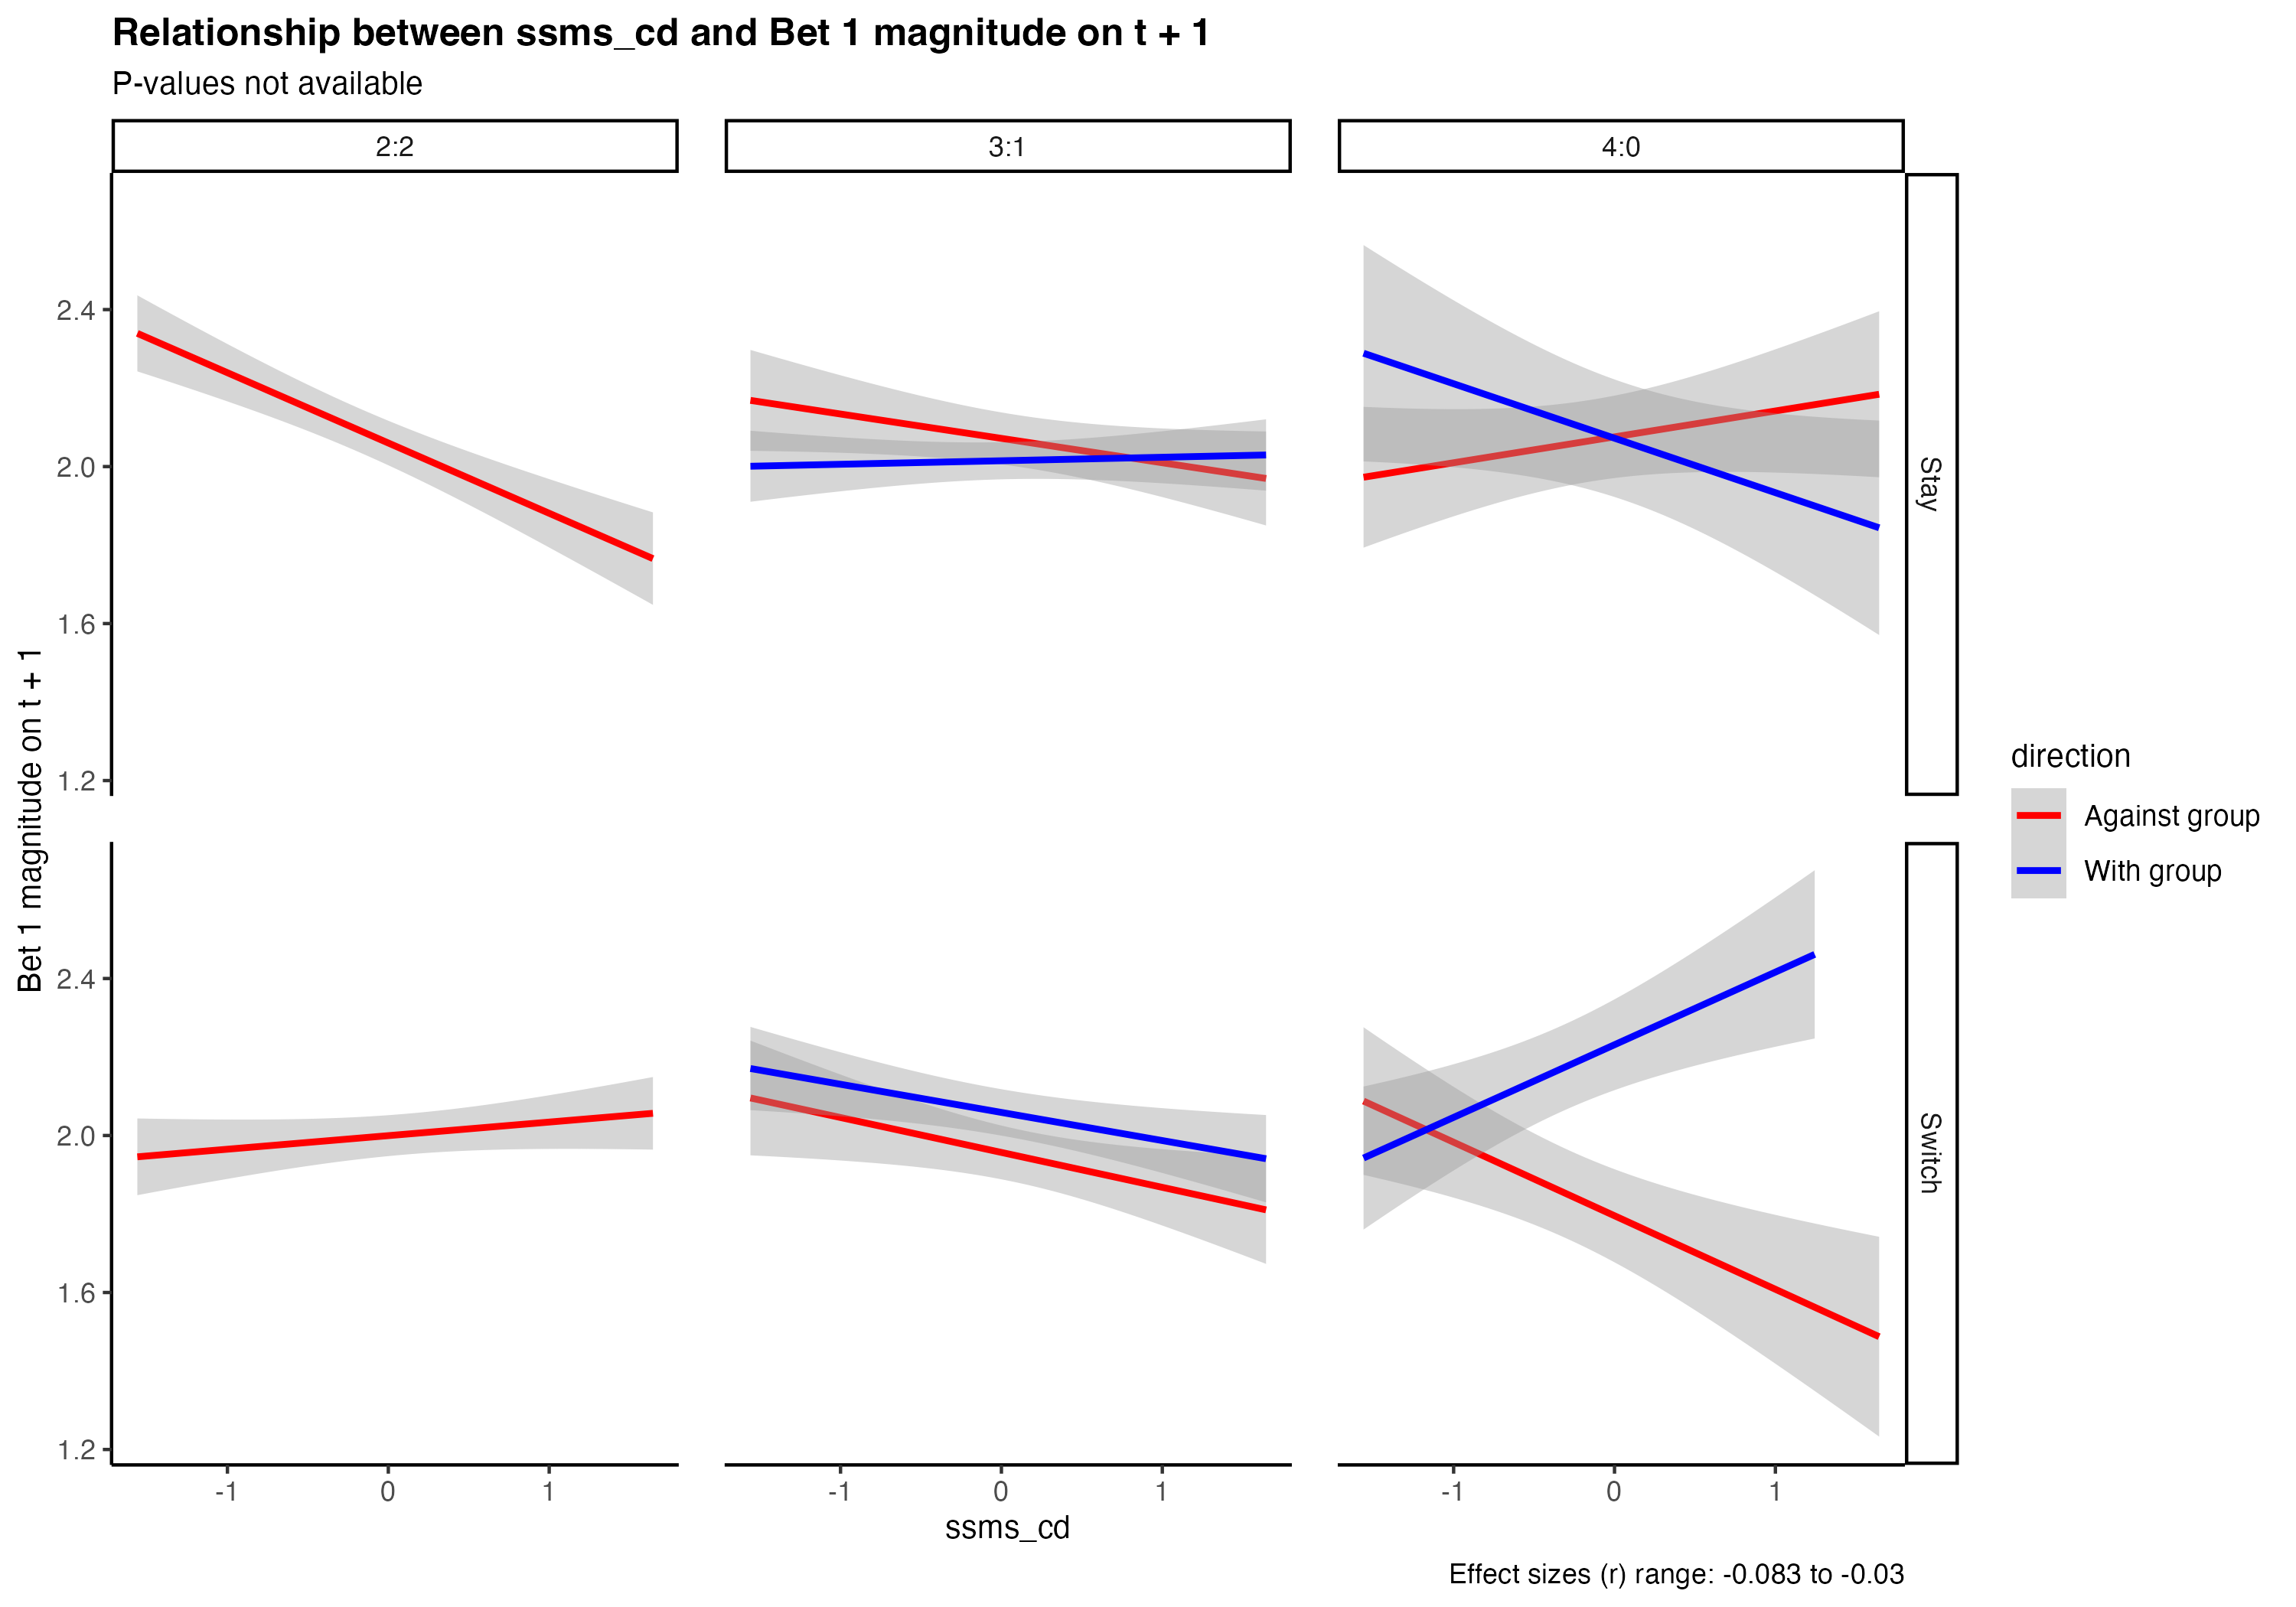 Relationship between ssms_cd and Bet 1 magnitude on t + 1
P-values not available
2:2
3:1
4:0
Bet 1 magnitude on t + 1
2.4
2.0
1.6
1.2
Stay
2.4
2.0
1.6
1.2
Switch
-1
0
1
-1
0
1
-1
0
1
ssms_cd
direction
Against group
With group
Effect sizes (r) range: -0.083 to -0.03